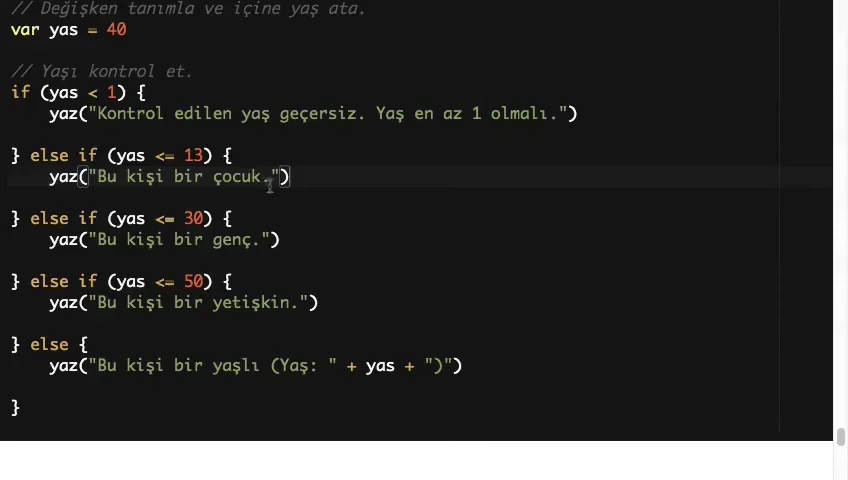 // Değişken tanımla ve içine yaş ata.
var yas = 40
// Yaşı kontrol et.
if (yas < 1) {
yaz("Kontrol edilen yaş geçersiz. Yaş en az 1 olmalı.")
} else if (yas <= 13) {
yaz("Bu kişi bir çocuk.")
} else if (yas <= 30) {
yaz("Bu kişi bir genç.")
} else if (yas <= 50) {
yaz("Bu kişi bir yetişkin.")
} else {
yaz("Bu kişi bir yaşlı (Yaş: " + yas + ")")
}